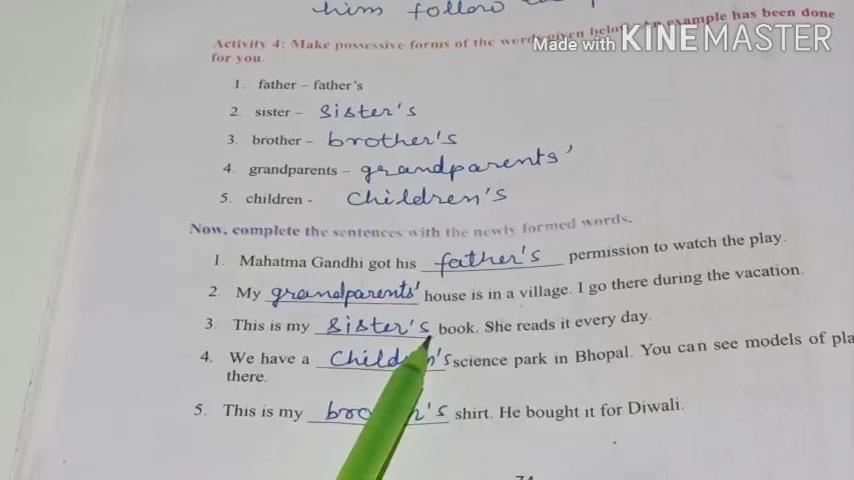 him follow
Activity 4: Make possessive forms of the words given below. An example has been done
for you.
Made with KINEMASTER
1. father – father's
2. sister – sister's
3. brother – brother's
4. grandparents – grandparents'
5. children - children's
Now, complete the sentences with the newly formed words.
1. Mahatma Gandhi got his father's permission to watch the play.
2. My grandparents' house is in a village. I go there during the vacation.
3. This is my sister's book. She reads it every day.
4. We have a children's science park in Bhopal. You can see models of pla
there.
5. This is my brother's shirt. He bought it for Diwali.